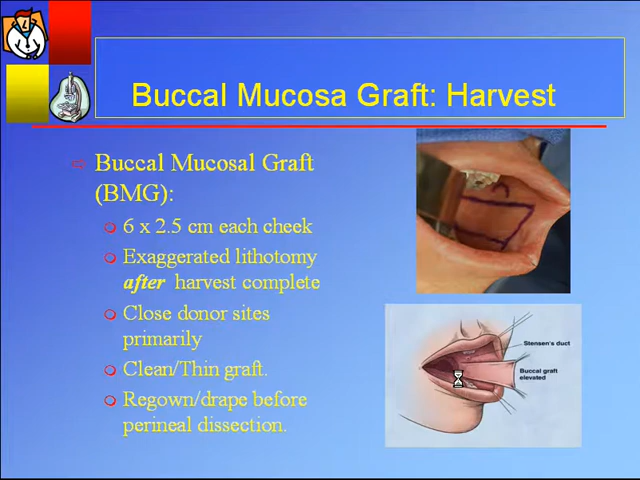 Buccal Mucosa Graft: Harvest
Buccal Mucosal Graft
(BMG):
6 x 2.5 cm each cheek
Exaggerated lithotomy
after harvest complete
Close donor sites
primarily
Clean/Thin graft.
Regown/drape before
perineal dissection.
Stensen's duct
Buccal graft
elevated